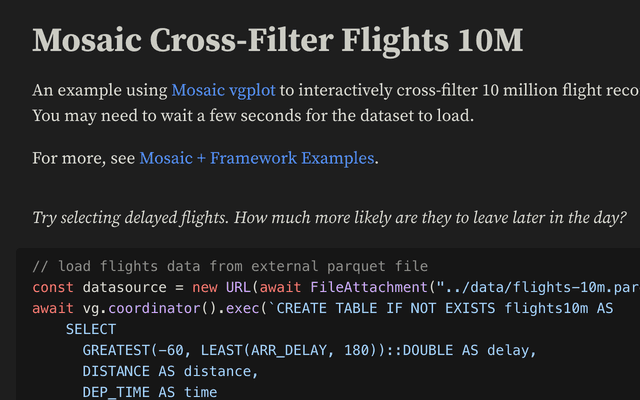 Mosaic Cross-Filter Flights 10M
An example using Mosaic vgplot to interactively cross-filter 10 million flight
You may need to wait a few seconds for the dataset to load.
For more, see Mosaic + Framework Examples.
Try selecting delayed flights. How much more likely are they to leave later in the day?
// load flights data from external parquet file
const datasource = new URL(await FileAttachment("../data/flights-10m.par
await vg.coordinator().exec(`CREATE TABLE IF NOT EXISTS flights10m AS
SELECT
GREATEST(-60, LEAST(ARR_DELAY, 180))::DOUBLE AS delay,
DISTANCE AS distance,
DEP_TIME AS time